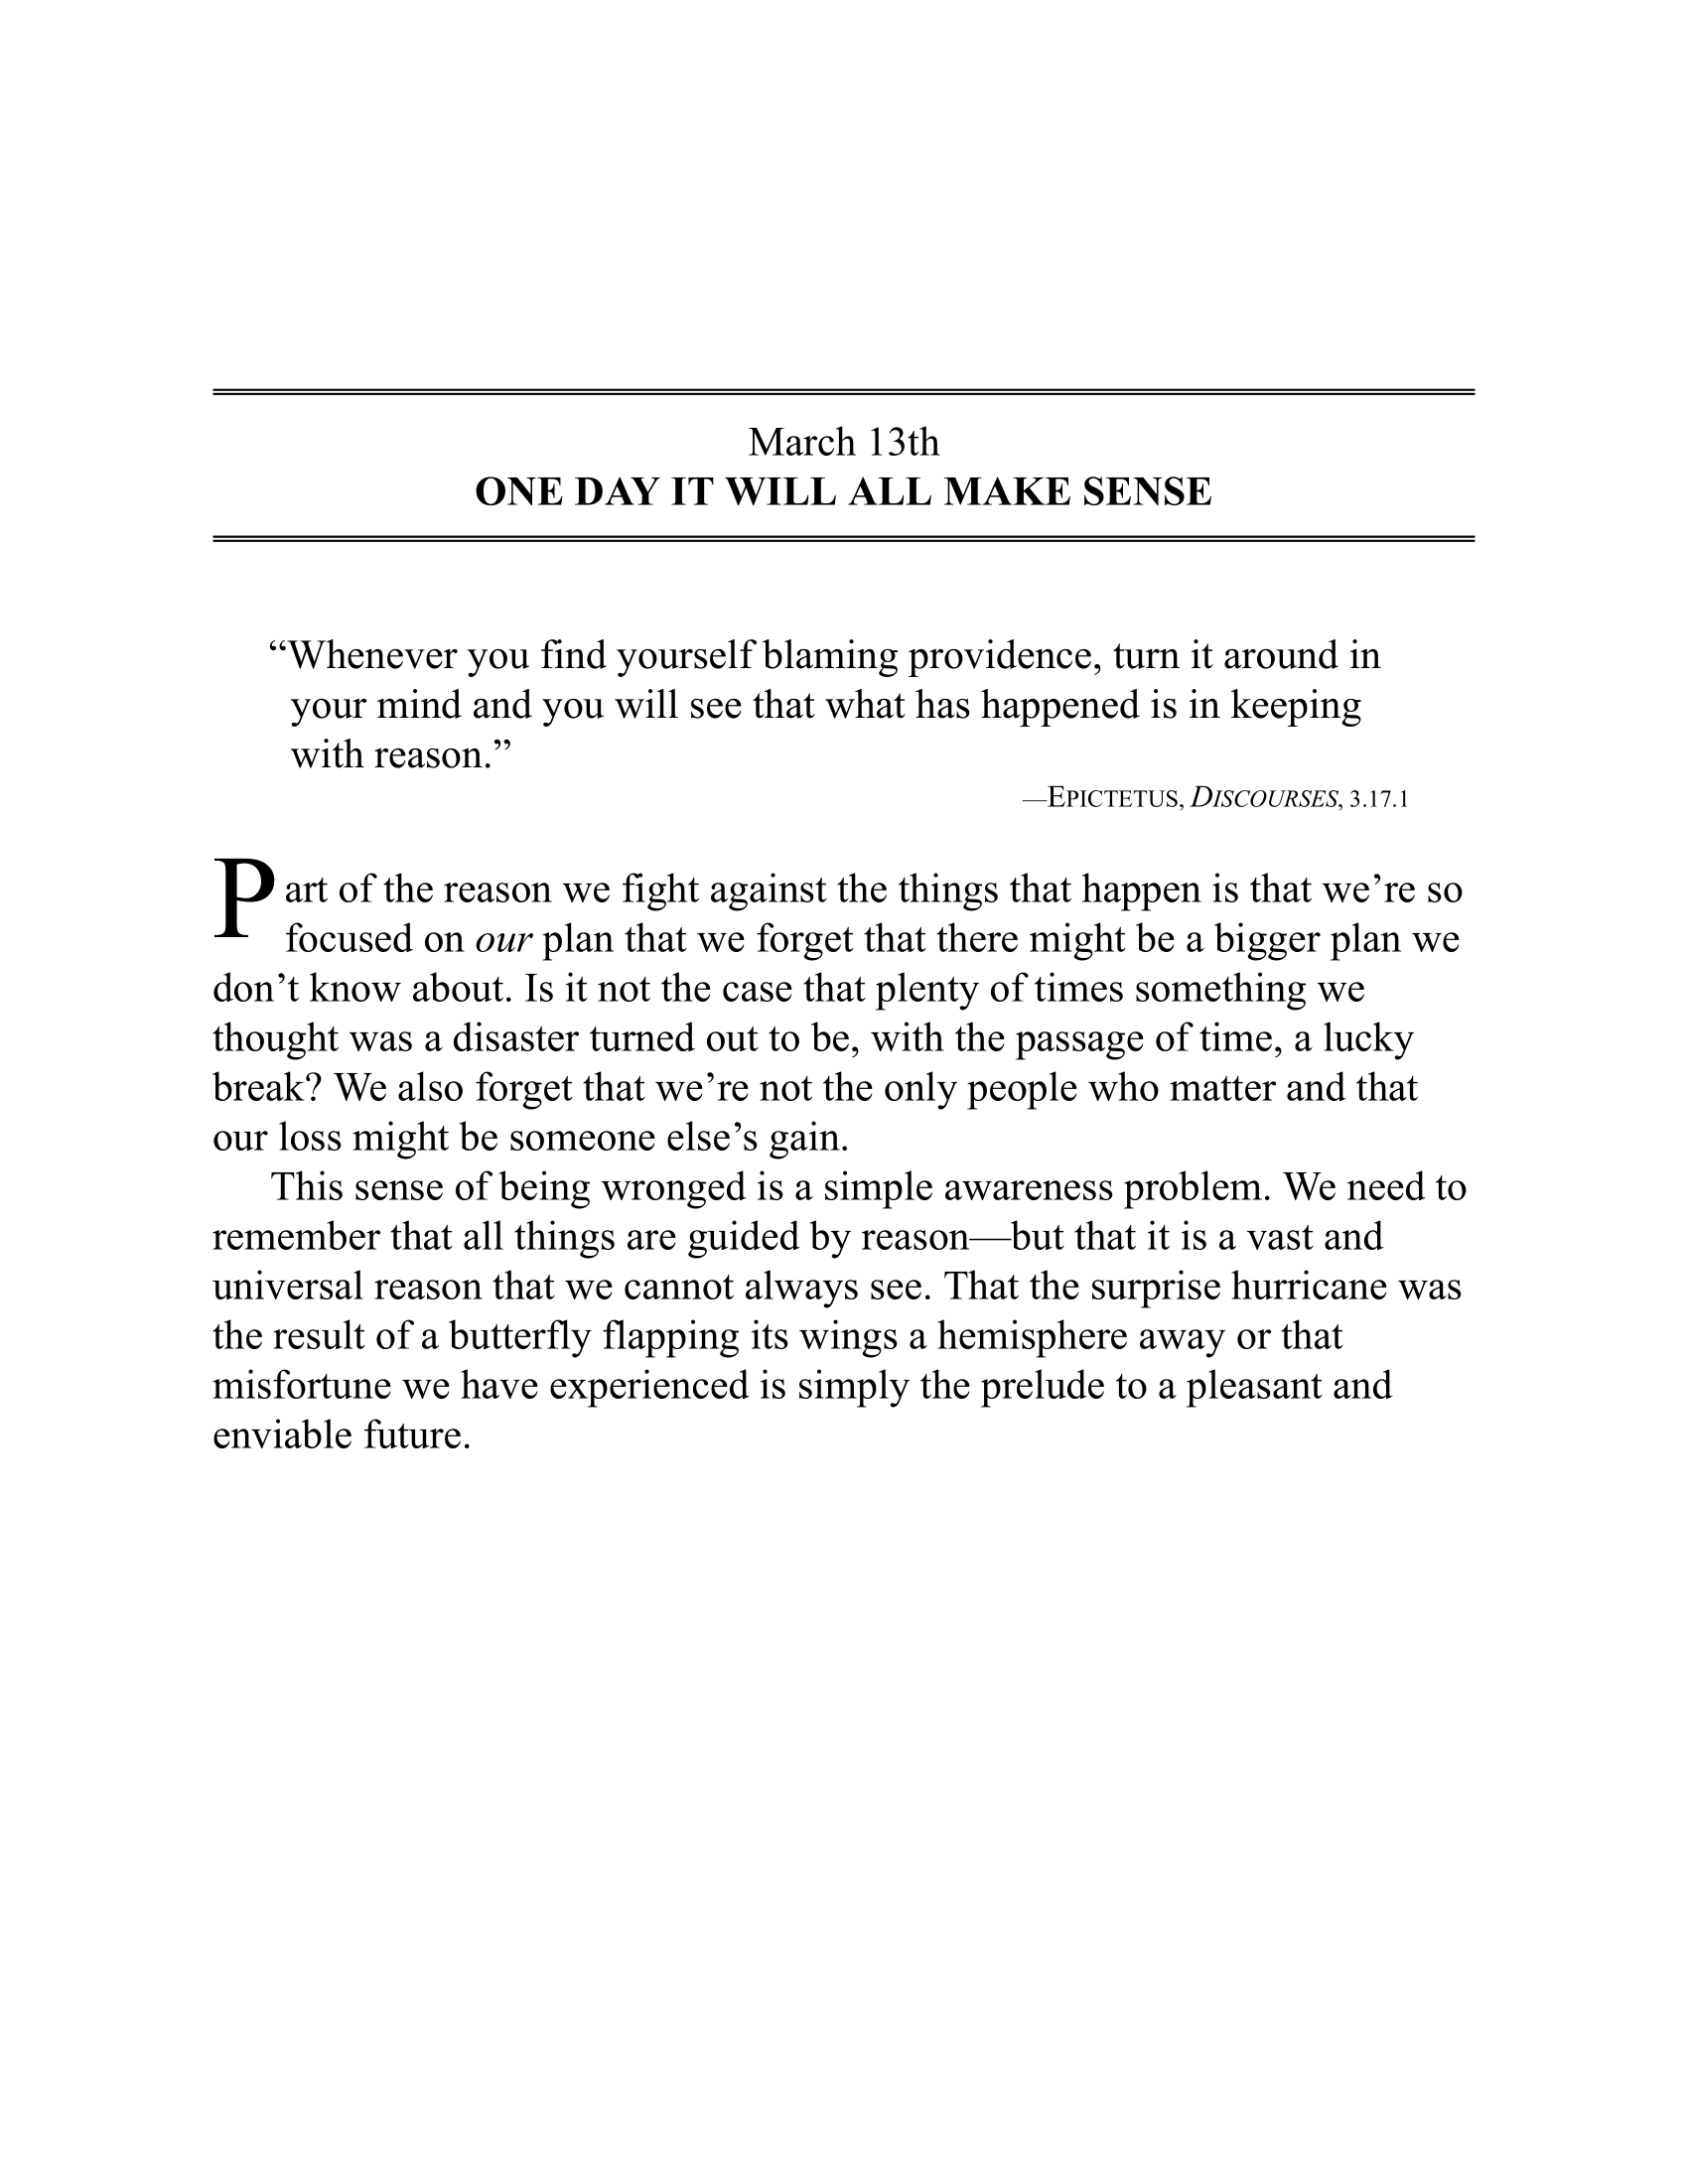 March 13th
ONE DAY IT WILL ALL MAKE SENSE
“Whenever you find yourself blaming providence, turn it around in
your mind and you will see that what has happened is in keeping
with reason.”
—EPICTETUS, DISCOURSES, 3.17.1
Part of the reason we fight against the things that happen is that we’re so
focused on our plan that we forget that there might be a bigger plan we
don’t know about. Is it not the case that plenty of times something we
thought was a disaster turned out to be, with the passage of time, a lucky
break? We also forget that we’re not the only people who matter and that
our loss might be someone else’s gain.
This sense of being wronged is a simple awareness problem. We need to
remember that all things are guided by reason—but that it is a vast and
universal reason that we cannot always see. That the surprise hurricane was
the result of a butterfly flapping its wings a hemisphere away or that
misfortune we have experienced is simply the prelude to a pleasant and
enviable future.